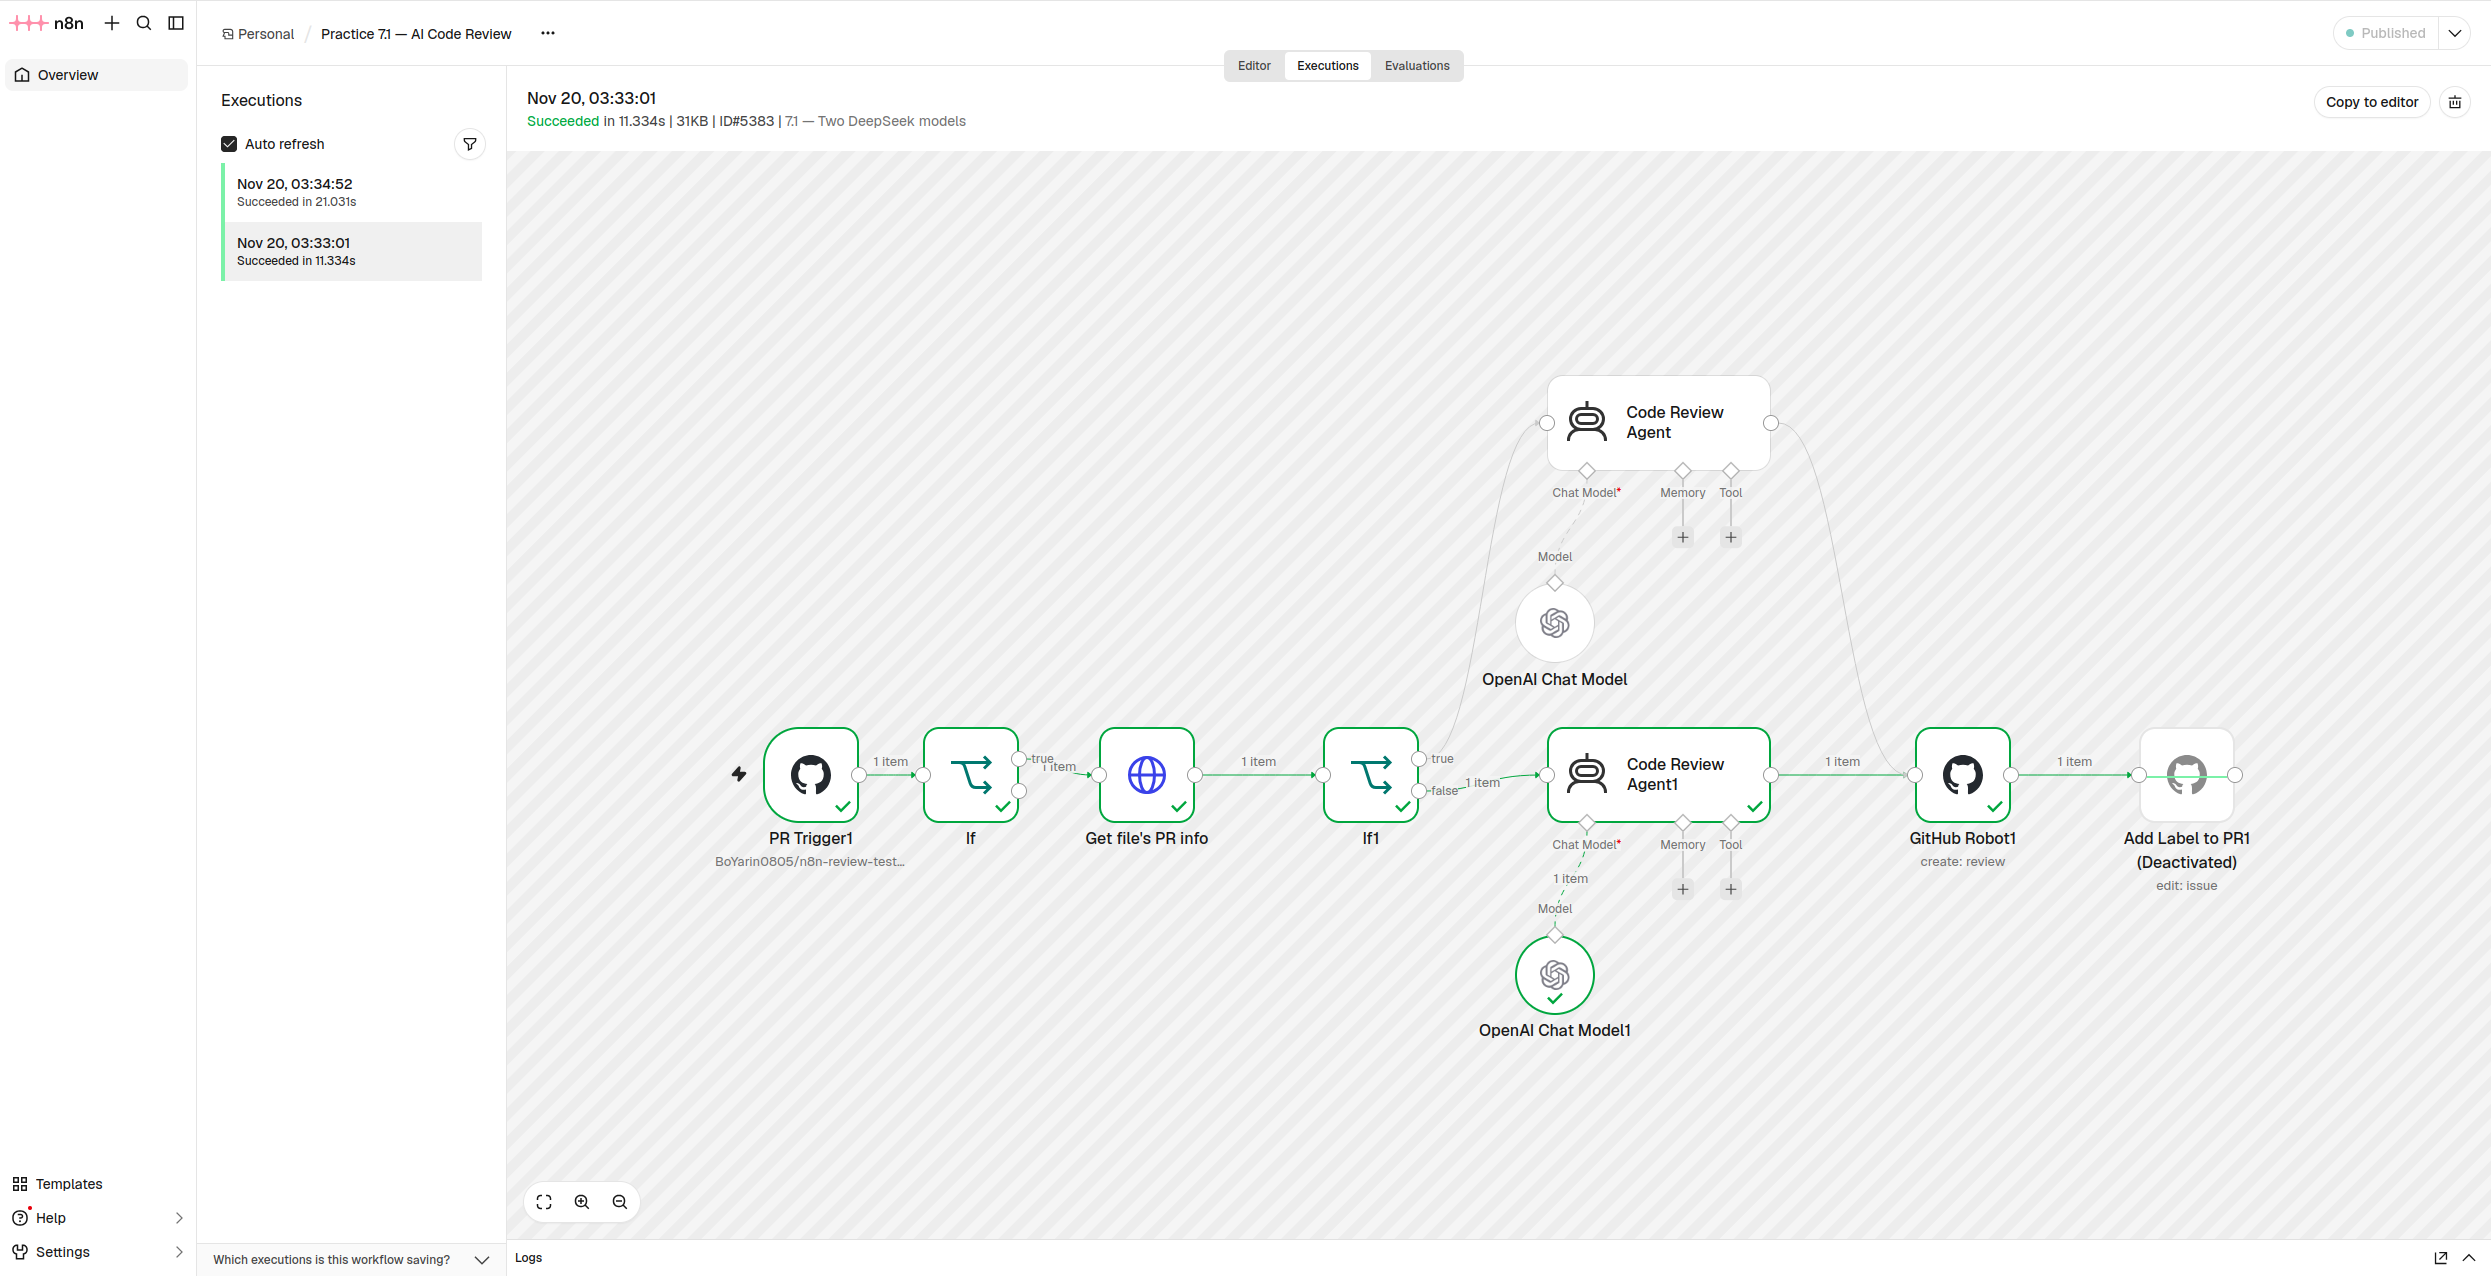 n8n
Personal / Practice 7.1 — AI Code Review ...
Published
Overview
Editor
Executions
Evaluations
Executions
Auto refresh
Nov 20, 03:34:52
Succeeded in 21.031s
Nov 20, 03:33:01
Succeeded in 11.334s
Nov 20, 03:33:01
Succeeded in 11.334s | 31KB | ID#5383 | 7.1 — Two DeepSeek models
Copy to editor
Code Review
Agent
Chat Model*
Memory
Tool
Model
OpenAI Chat Model
1 item
true
1 item
1 item
true
false
1 item
Code Review
Agent1
1 item
1 item
PR Trigger1
BoYarin0805/n8n-review-test...
If
Get file's PR info
If1
Chat Model*
Memory
Tool
1 item
Model
OpenAI Chat Model1
GitHub Robot1
create: review
Add Label to PR1
(Deactivated)
edit: issue
Templates
Help
Settings
Which executions is this workflow saving?
Logs